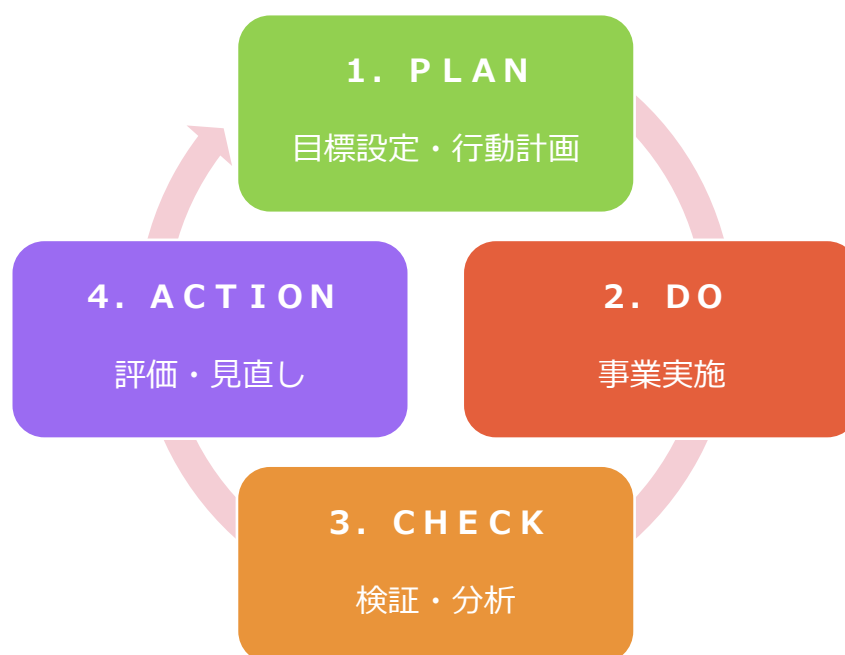 1. ＰＬＡＮ
目標設定・行動計画
2. ＤＯ
事業実施
3. ＣＨＥＣＫ
検証・分析
4. ＡＣＴＩＯＮ
評価・見直し